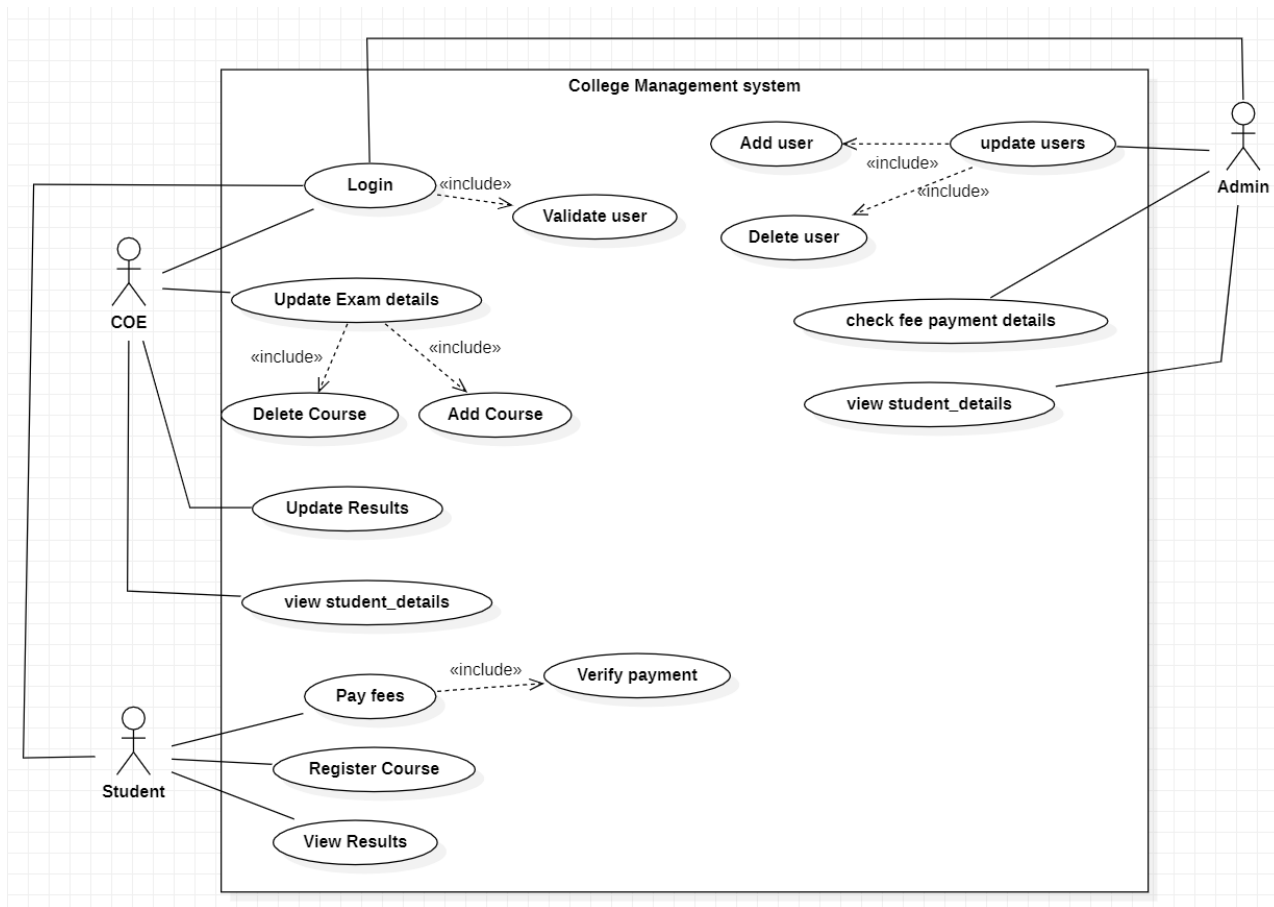 College Management system
Add user
update users
«include»
Login
«include»
Validate user
«include»
Delete user
Admin
COE
Update Exam details
check fee payment details
«include»
«include»
Delete Course
Add Course
view student_details
Update Results
view student_details
«include»
Verify payment
Pay fees
Student
Register Course
View Results